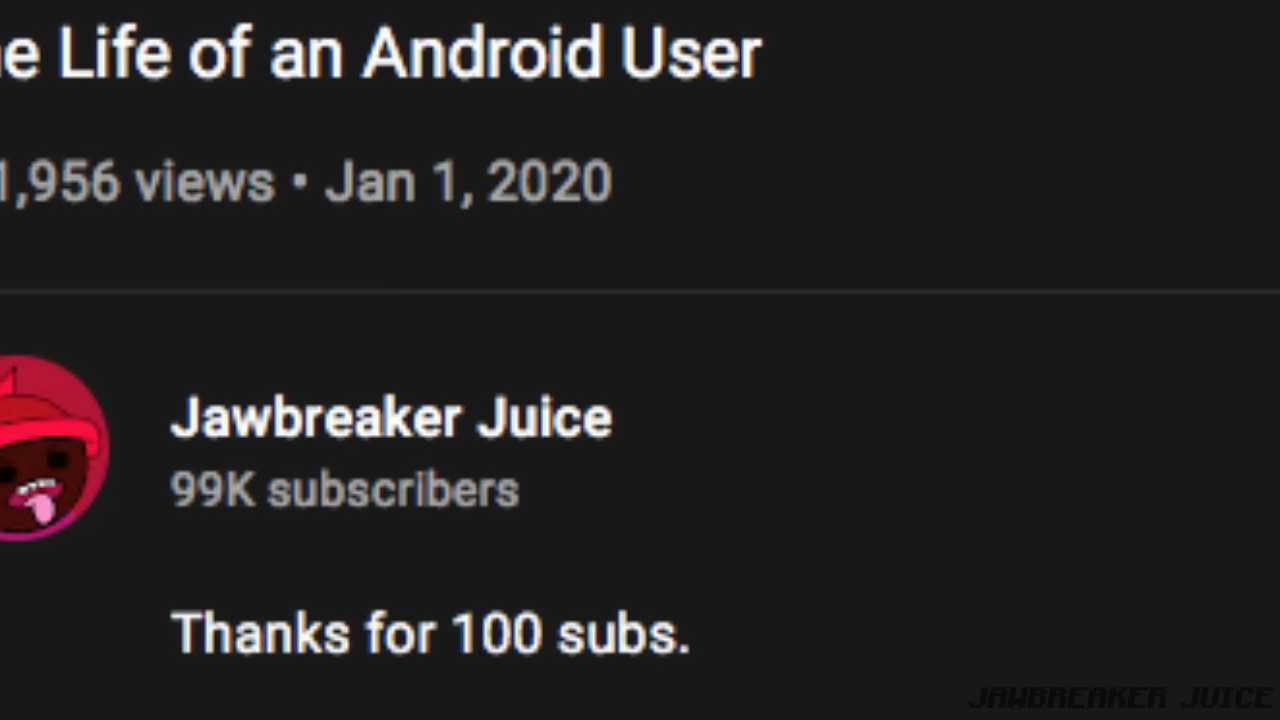 e Life of an Android User
1,956 views • Jan 1, 2020
Jawbreaker Juice
99K subscribers
Thanks for 100 subs.
JAWBREAKER JUICE